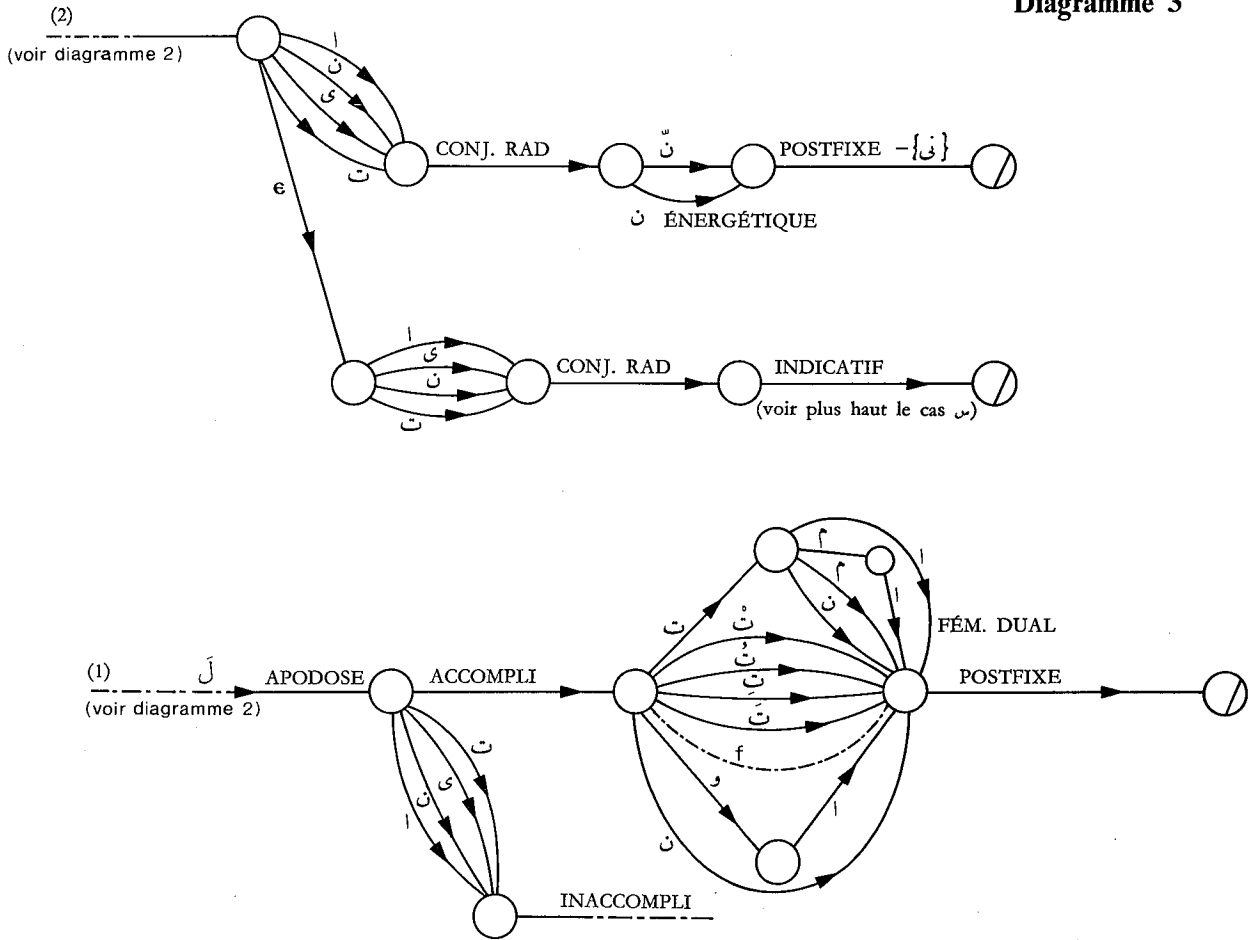 Diagramme 3
(2)
(voir diagramme 2)
ا
ن
ى
ت
є
CONJ. RAD
نّ
ن ÉNERGÉTIQUE
POSTFIXE -{نى}
ا
ى
ن
ت
CONJ. RAD
INDICATIF
(voir plus haut le cas س)
(1)
لَ
(voir diagramme 2)
APODOSE
ACCOMPLI
ت
ى
ن
ا
INACCOMPLI
م
م
ا
ا
ن
ت
FÉM. DUAL
تْ
تُ
تِ
تَ
f
و
ا
ن
POSTFIXE